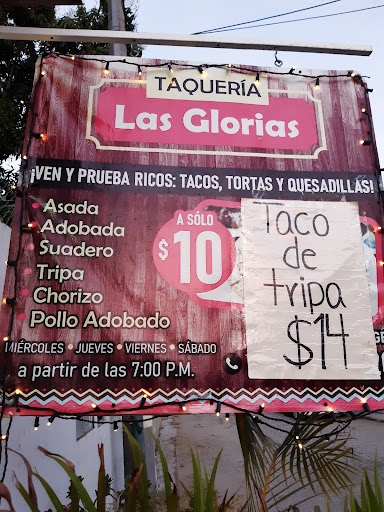 TAQUERÍA
Las Glorias
¡VEN Y PRUEBA RICOS: TACOS, TORTAS Y QUESADILLAS!
Asada
Adobada
Suadero
Tripa
Chorizo
Pollo Adobado
A SÓLO
$10
Taco
de
tripa
$14
MIÉRCOLES • JUEVES • VIERNES • SÁBADO
a partir de las 7:00 P.M.